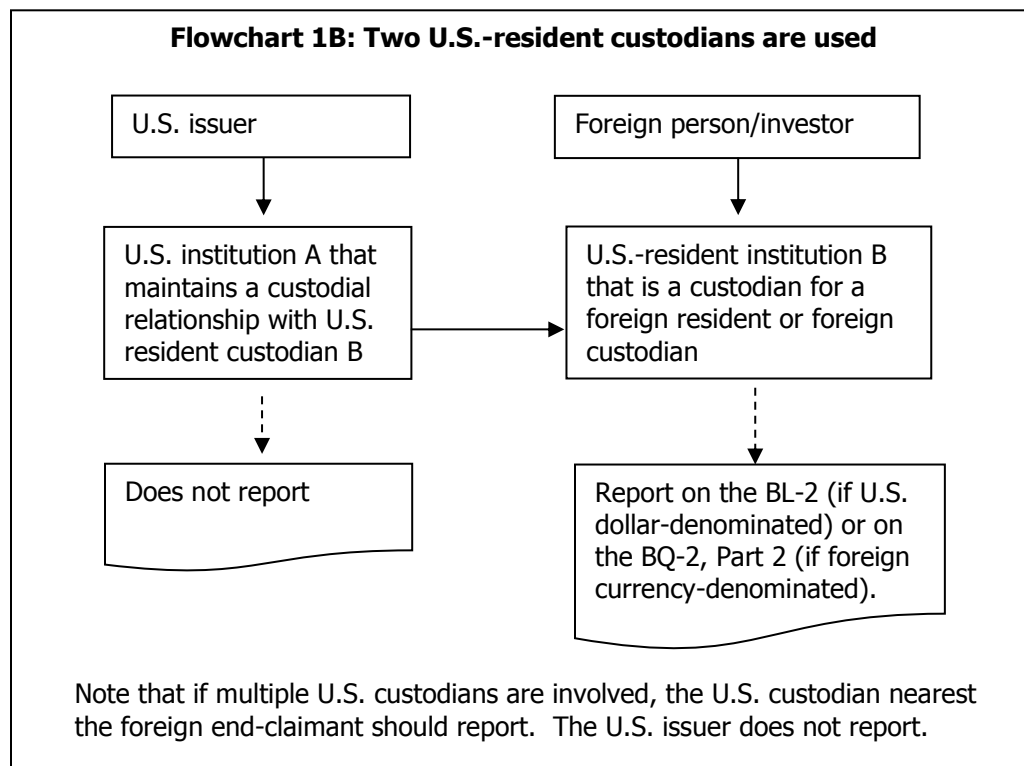 Flowchart 1B: Two U.S.-resident custodians are used
U.S. issuer
Foreign person/investor
U.S. institution A that
maintains a custodial
relationship with U.S.
resident custodian B
U.S.-resident institution B
that is a custodian for a
foreign resident or foreign
custodian
Does not report
Report on the BL-2 (if U.S.
dollar-denominated) or on
the BQ-2, Part 2 (if foreign
currency-denominated).
Note that if multiple U.S. custodians are involved, the U.S. custodian nearest
the foreign end-claimant should report.  The U.S. issuer does not report.